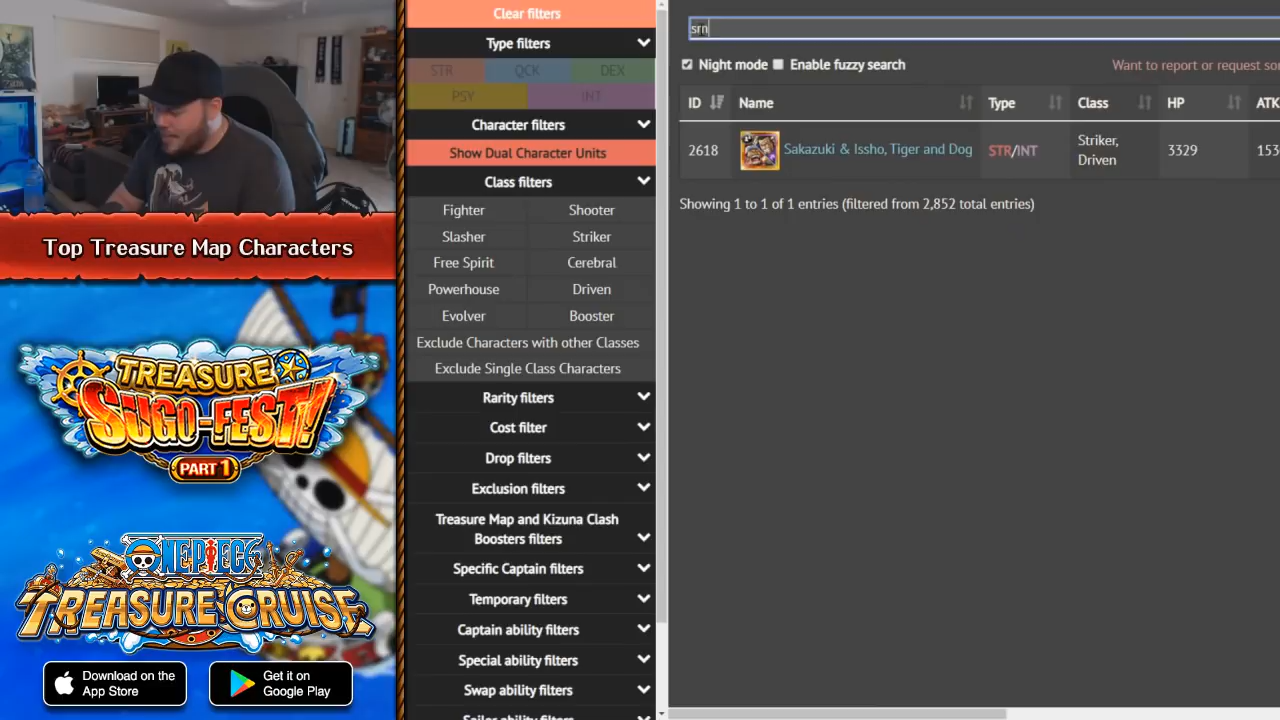 Top Treasure Map Characters
TREASURE
SUGO-FEST!
PART 1
ONE PIECE
TREASURE CRUISE
Download on the
App Store
Get it on
Google Play
Clear filters
Type filters
STR QCK DEX
PSY INT
Character filters
Show Dual Character Units
Class filters
Fighter Shooter
Slasher Striker
Free Spirit Cerebral
Powerhouse Driven
Evolver Booster
Exclude Characters with other Classes
Exclude Single Class Characters
Rarity filters
Cost filter
Drop filters
Exclusion filters
Treasure Map and Kizuna Clash
Boosters filters
Specific Captain filters
Temporary filters
Captain ability filters
Special ability filters
Swap ability filters
Sailor ability filters
Night mode Enable fuzzy search
Want to report or request so
ID Name Type Class HP ATK
2618 Sakazuki & Issho, Tiger and Dog STR/INT Striker,
Driven 3329 153
Showing 1 to 1 of 1 entries (filtered from 2,852 total entries)